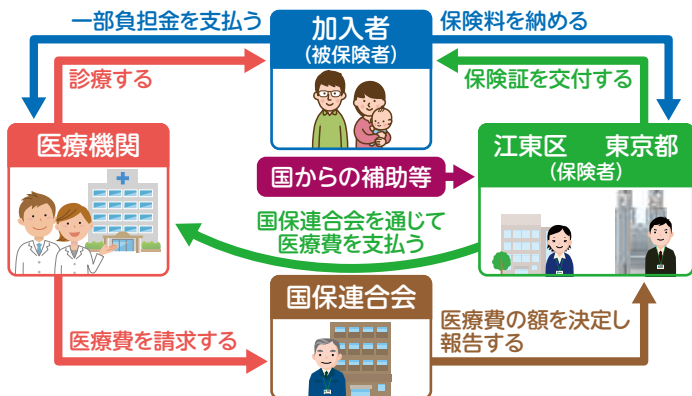 一部負担金を支払う
加入者
(被保険者)
保険料を納める
診療する
保険証を交付する
医療機関
江東区 東京都
(保険者)
国からの補助等
国保連合会を通じて
医療費を支払う
国保連合会
医療費を請求する
医療費の額を決定し
報告する